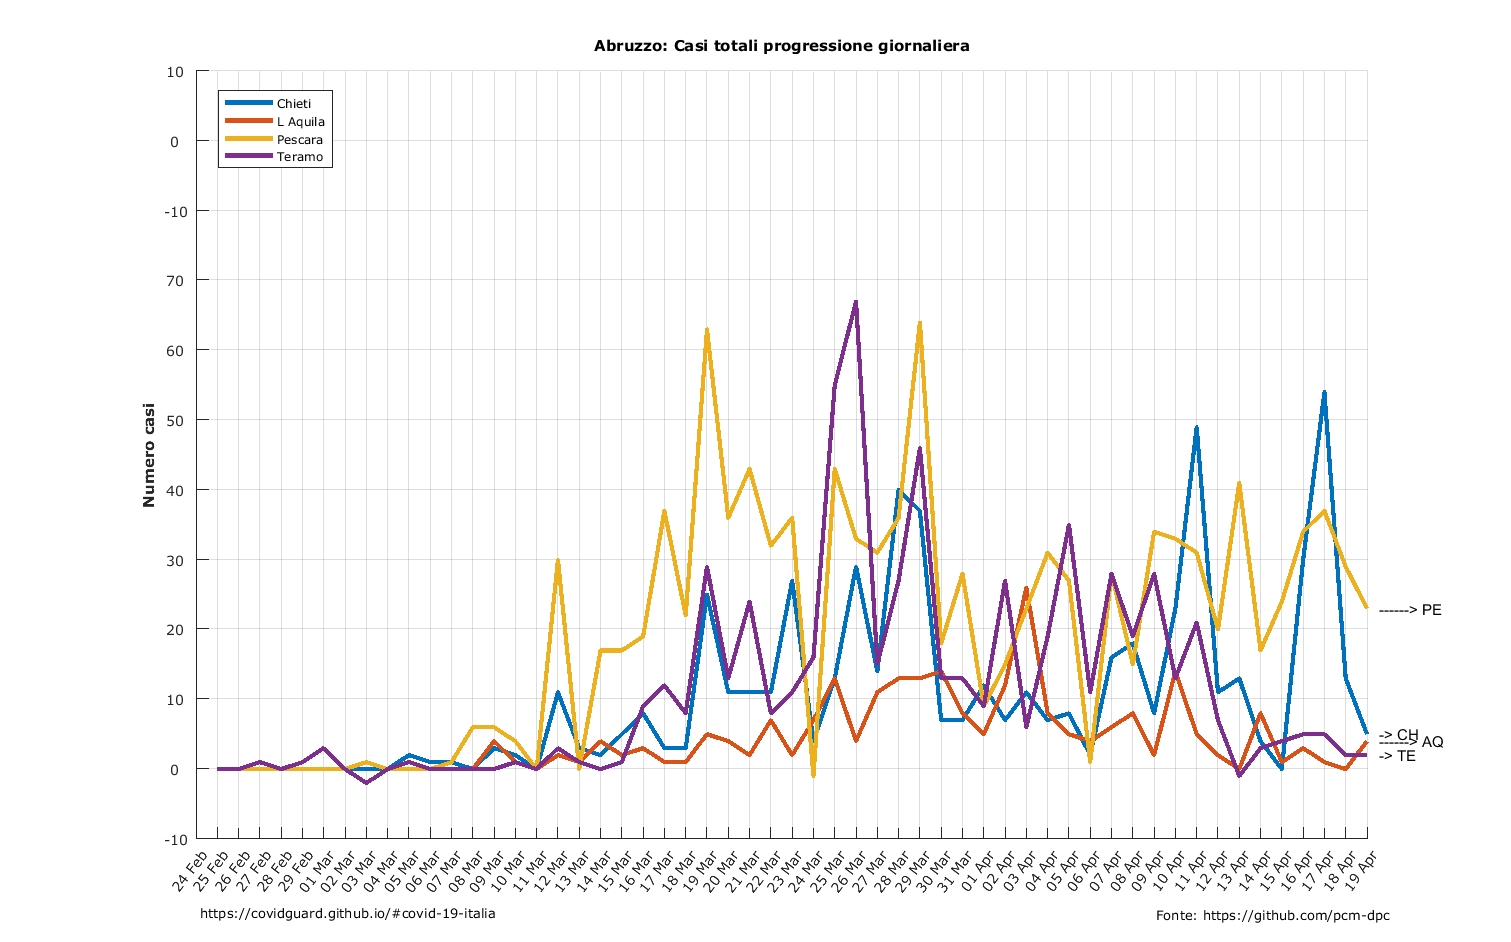 Abruzzo: Casi totali progressione giornaliera
10
0
-10
70
60
50
40
30
20
10
0
-10
Numero casi
Chieti
L Aquila
Pescara
Teramo
------> PE
-> CH
------> AQ
-> TE
24 Feb
25 Feb
26 Feb
27 Feb
28 Feb
29 Feb
01 Mar
02 Mar
03 Mar
04 Mar
05 Mar
06 Mar
07 Mar
08 Mar
09 Mar
10 Mar
11 Mar
12 Mar
13 Mar
14 Mar
15 Mar
16 Mar
17 Mar
18 Mar
19 Mar
20 Mar
21 Mar
22 Mar
23 Mar
24 Mar
25 Mar
26 Mar
27 Mar
28 Mar
29 Mar
30 Mar
31 Mar
01 Apr
02 Apr
03 Apr
04 Apr
05 Apr
06 Apr
07 Apr
08 Apr
09 Apr
10 Apr
11 Apr
12 Apr
13 Apr
14 Apr
15 Apr
16 Apr
17 Apr
18 Apr
19 Apr
https://covidguard.github.io/#covid-19-italia
Fonte: https://github.com/pcm-dpc